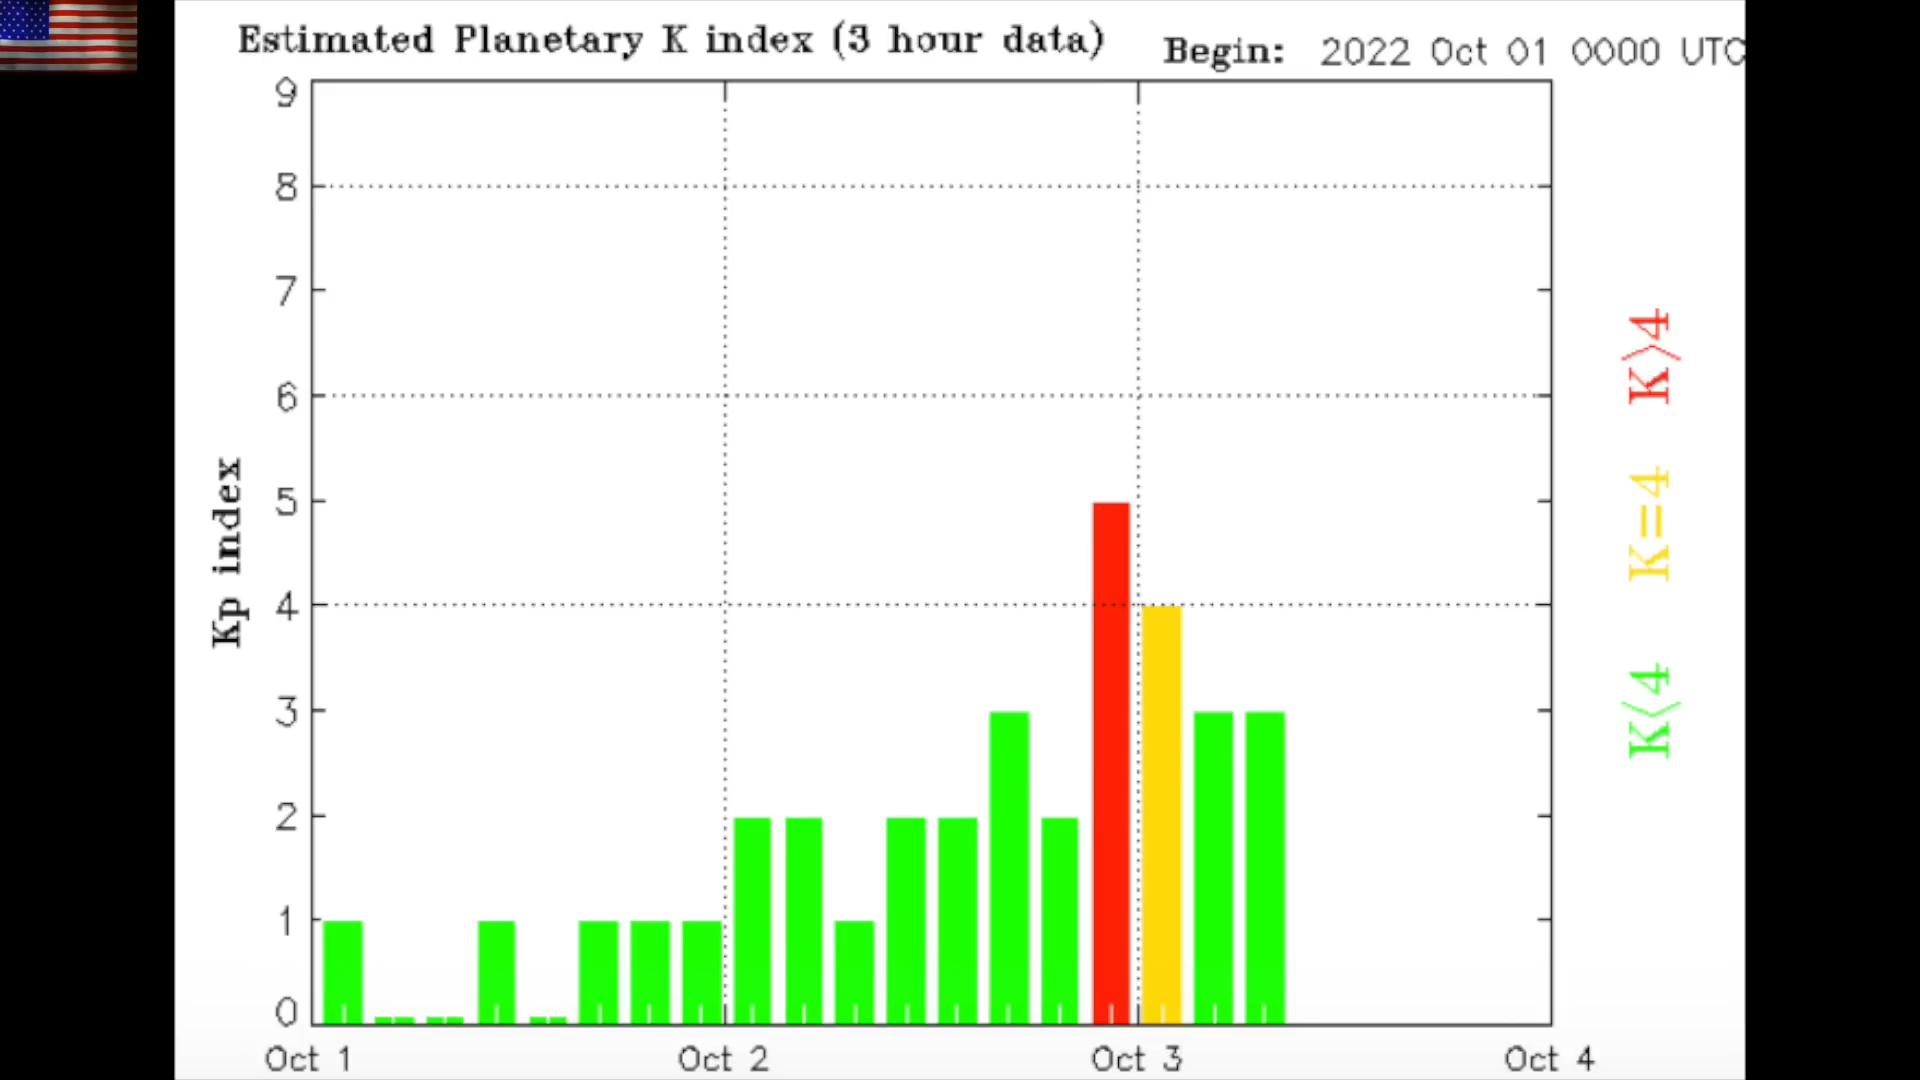 Estimated Planetary K index (3 hour data)
Begin: 2022 Oct 01 0000 UTC
9
8
7
6
5
4
3
2
1
0
Kp index
Oct 1
Oct 2
Oct 3
Oct 4
K>4
K=4
K<4